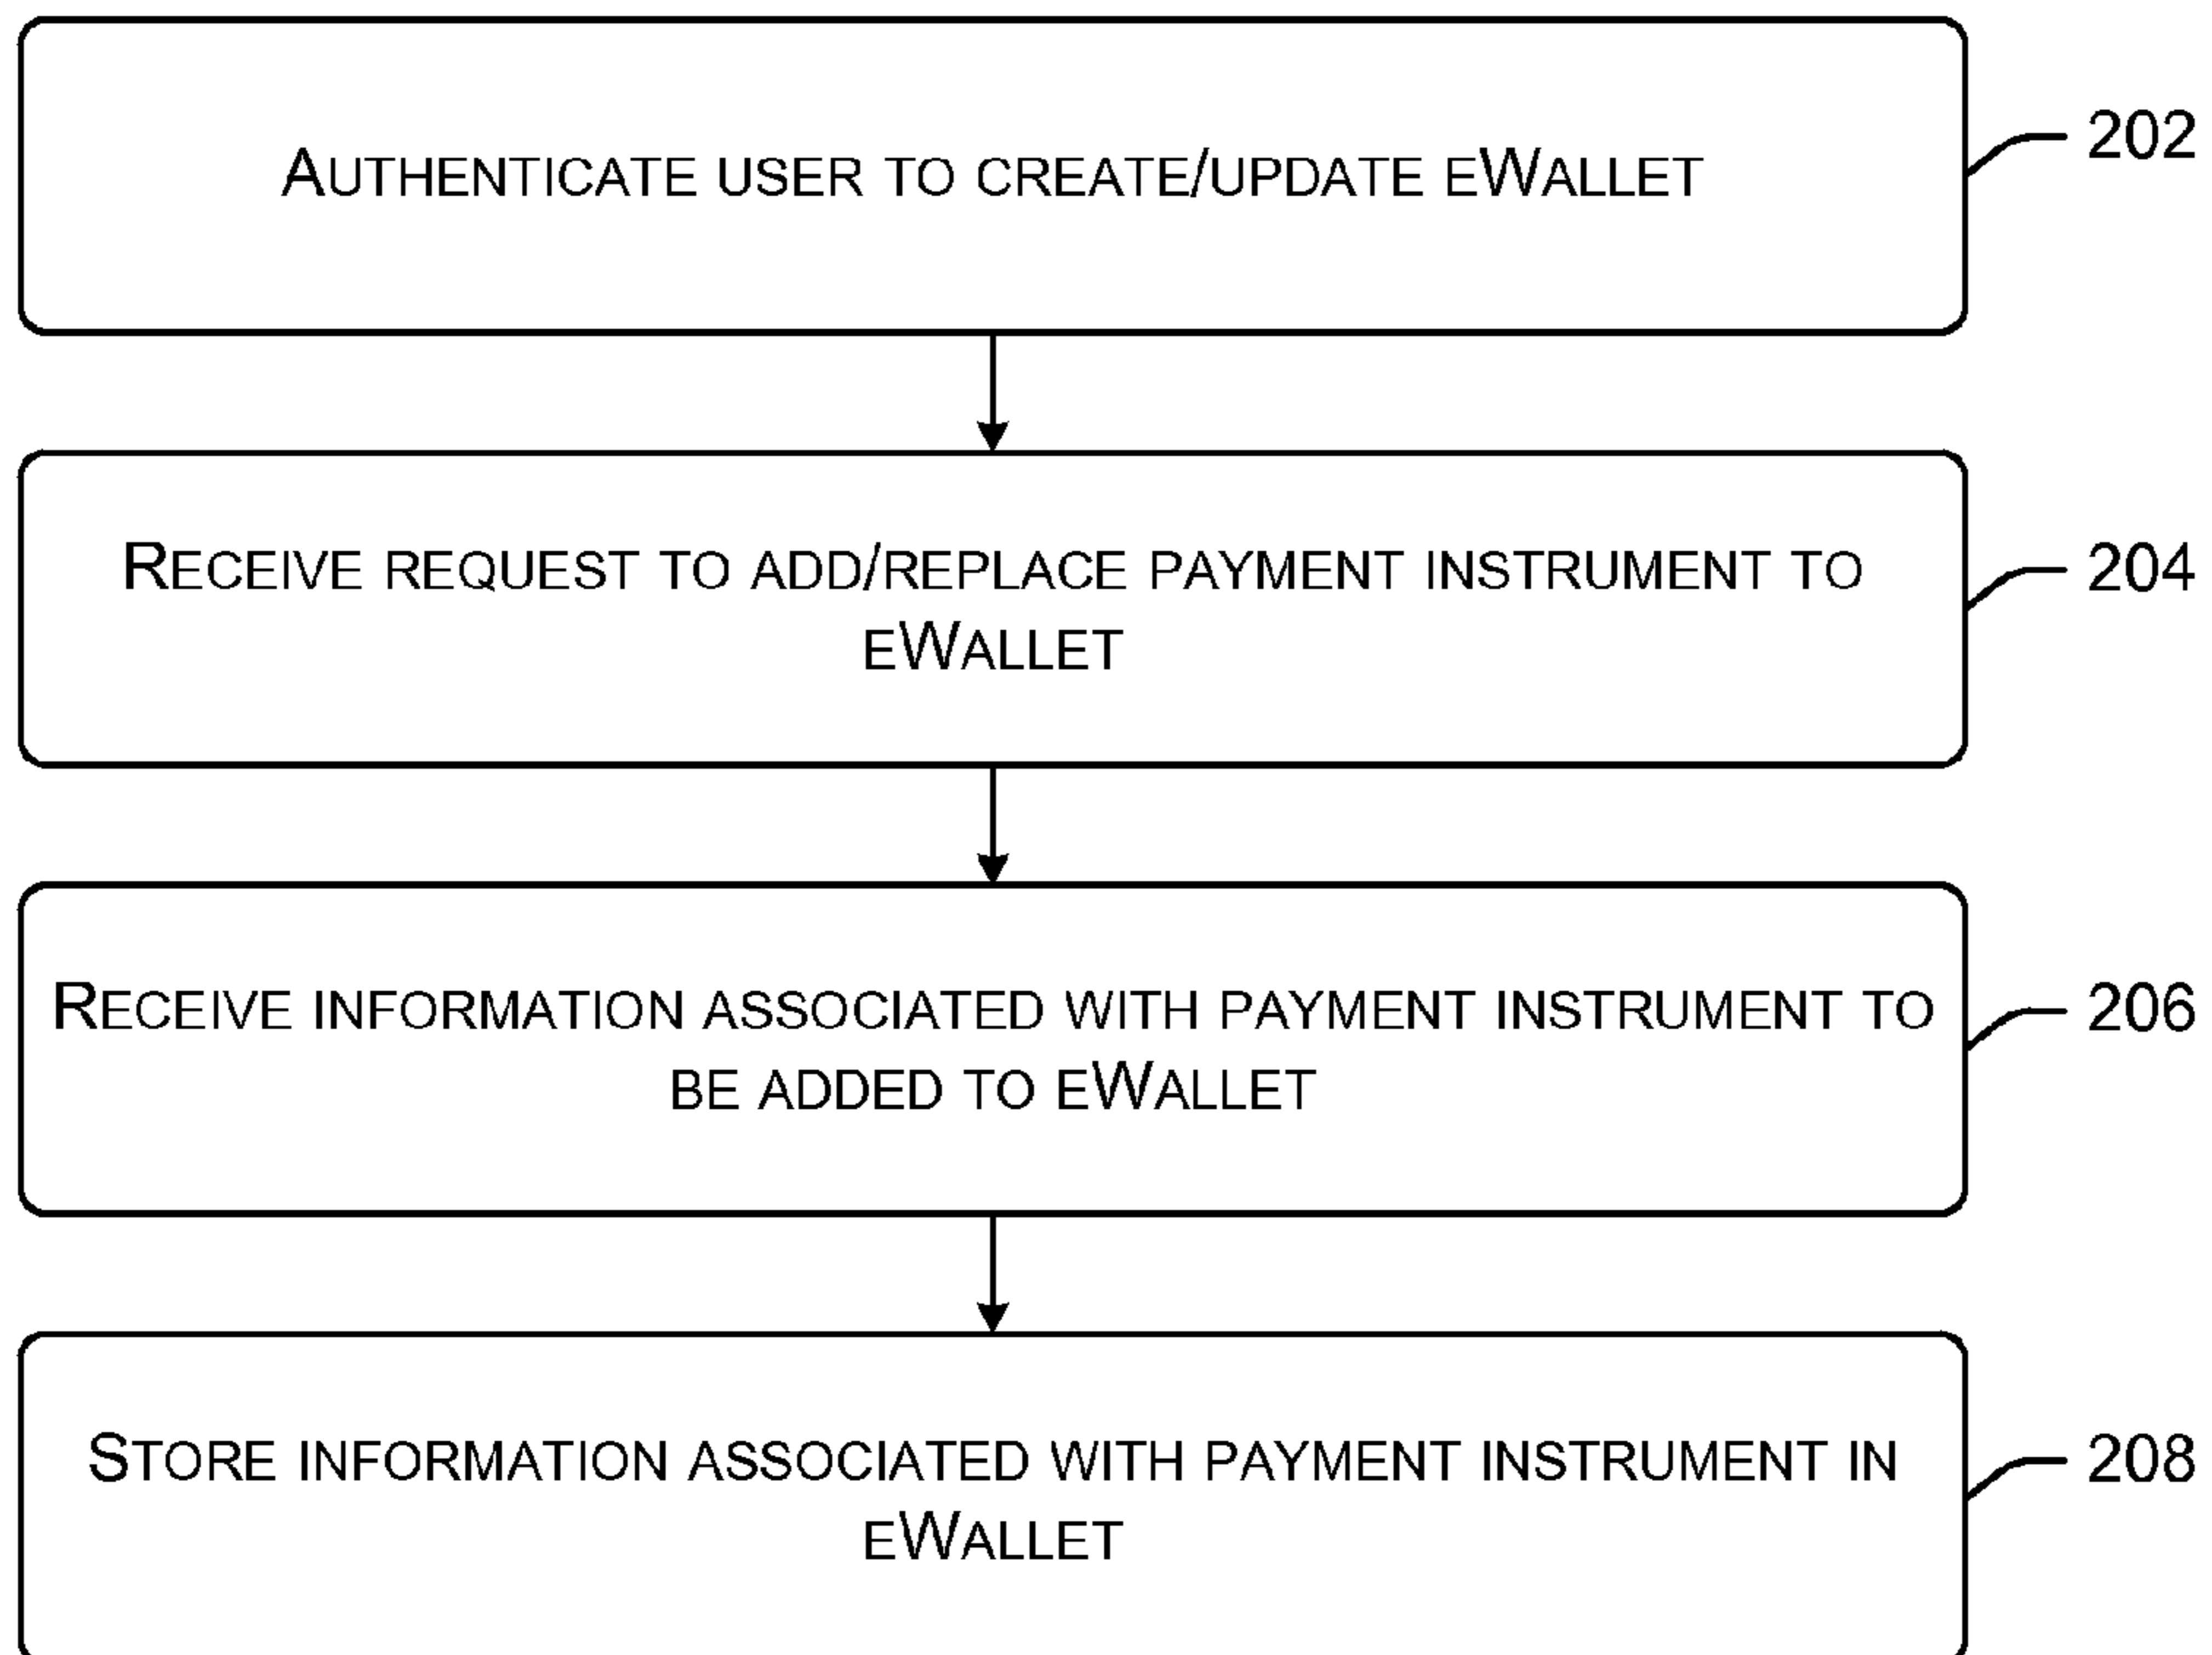 AUTHENTICATE USER TO CREATE/UPDATE EWALLET
202
RECEIVE REQUEST TO ADD/REPLACE PAYMENT INSTRUMENT TO
EWALLET
204
RECEIVE INFORMATION ASSOCIATED WITH PAYMENT INSTRUMENT TO
BE ADDED TO EWALLET
206
STORE INFORMATION ASSOCIATED WITH PAYMENT INSTRUMENT IN
EWALLET
208